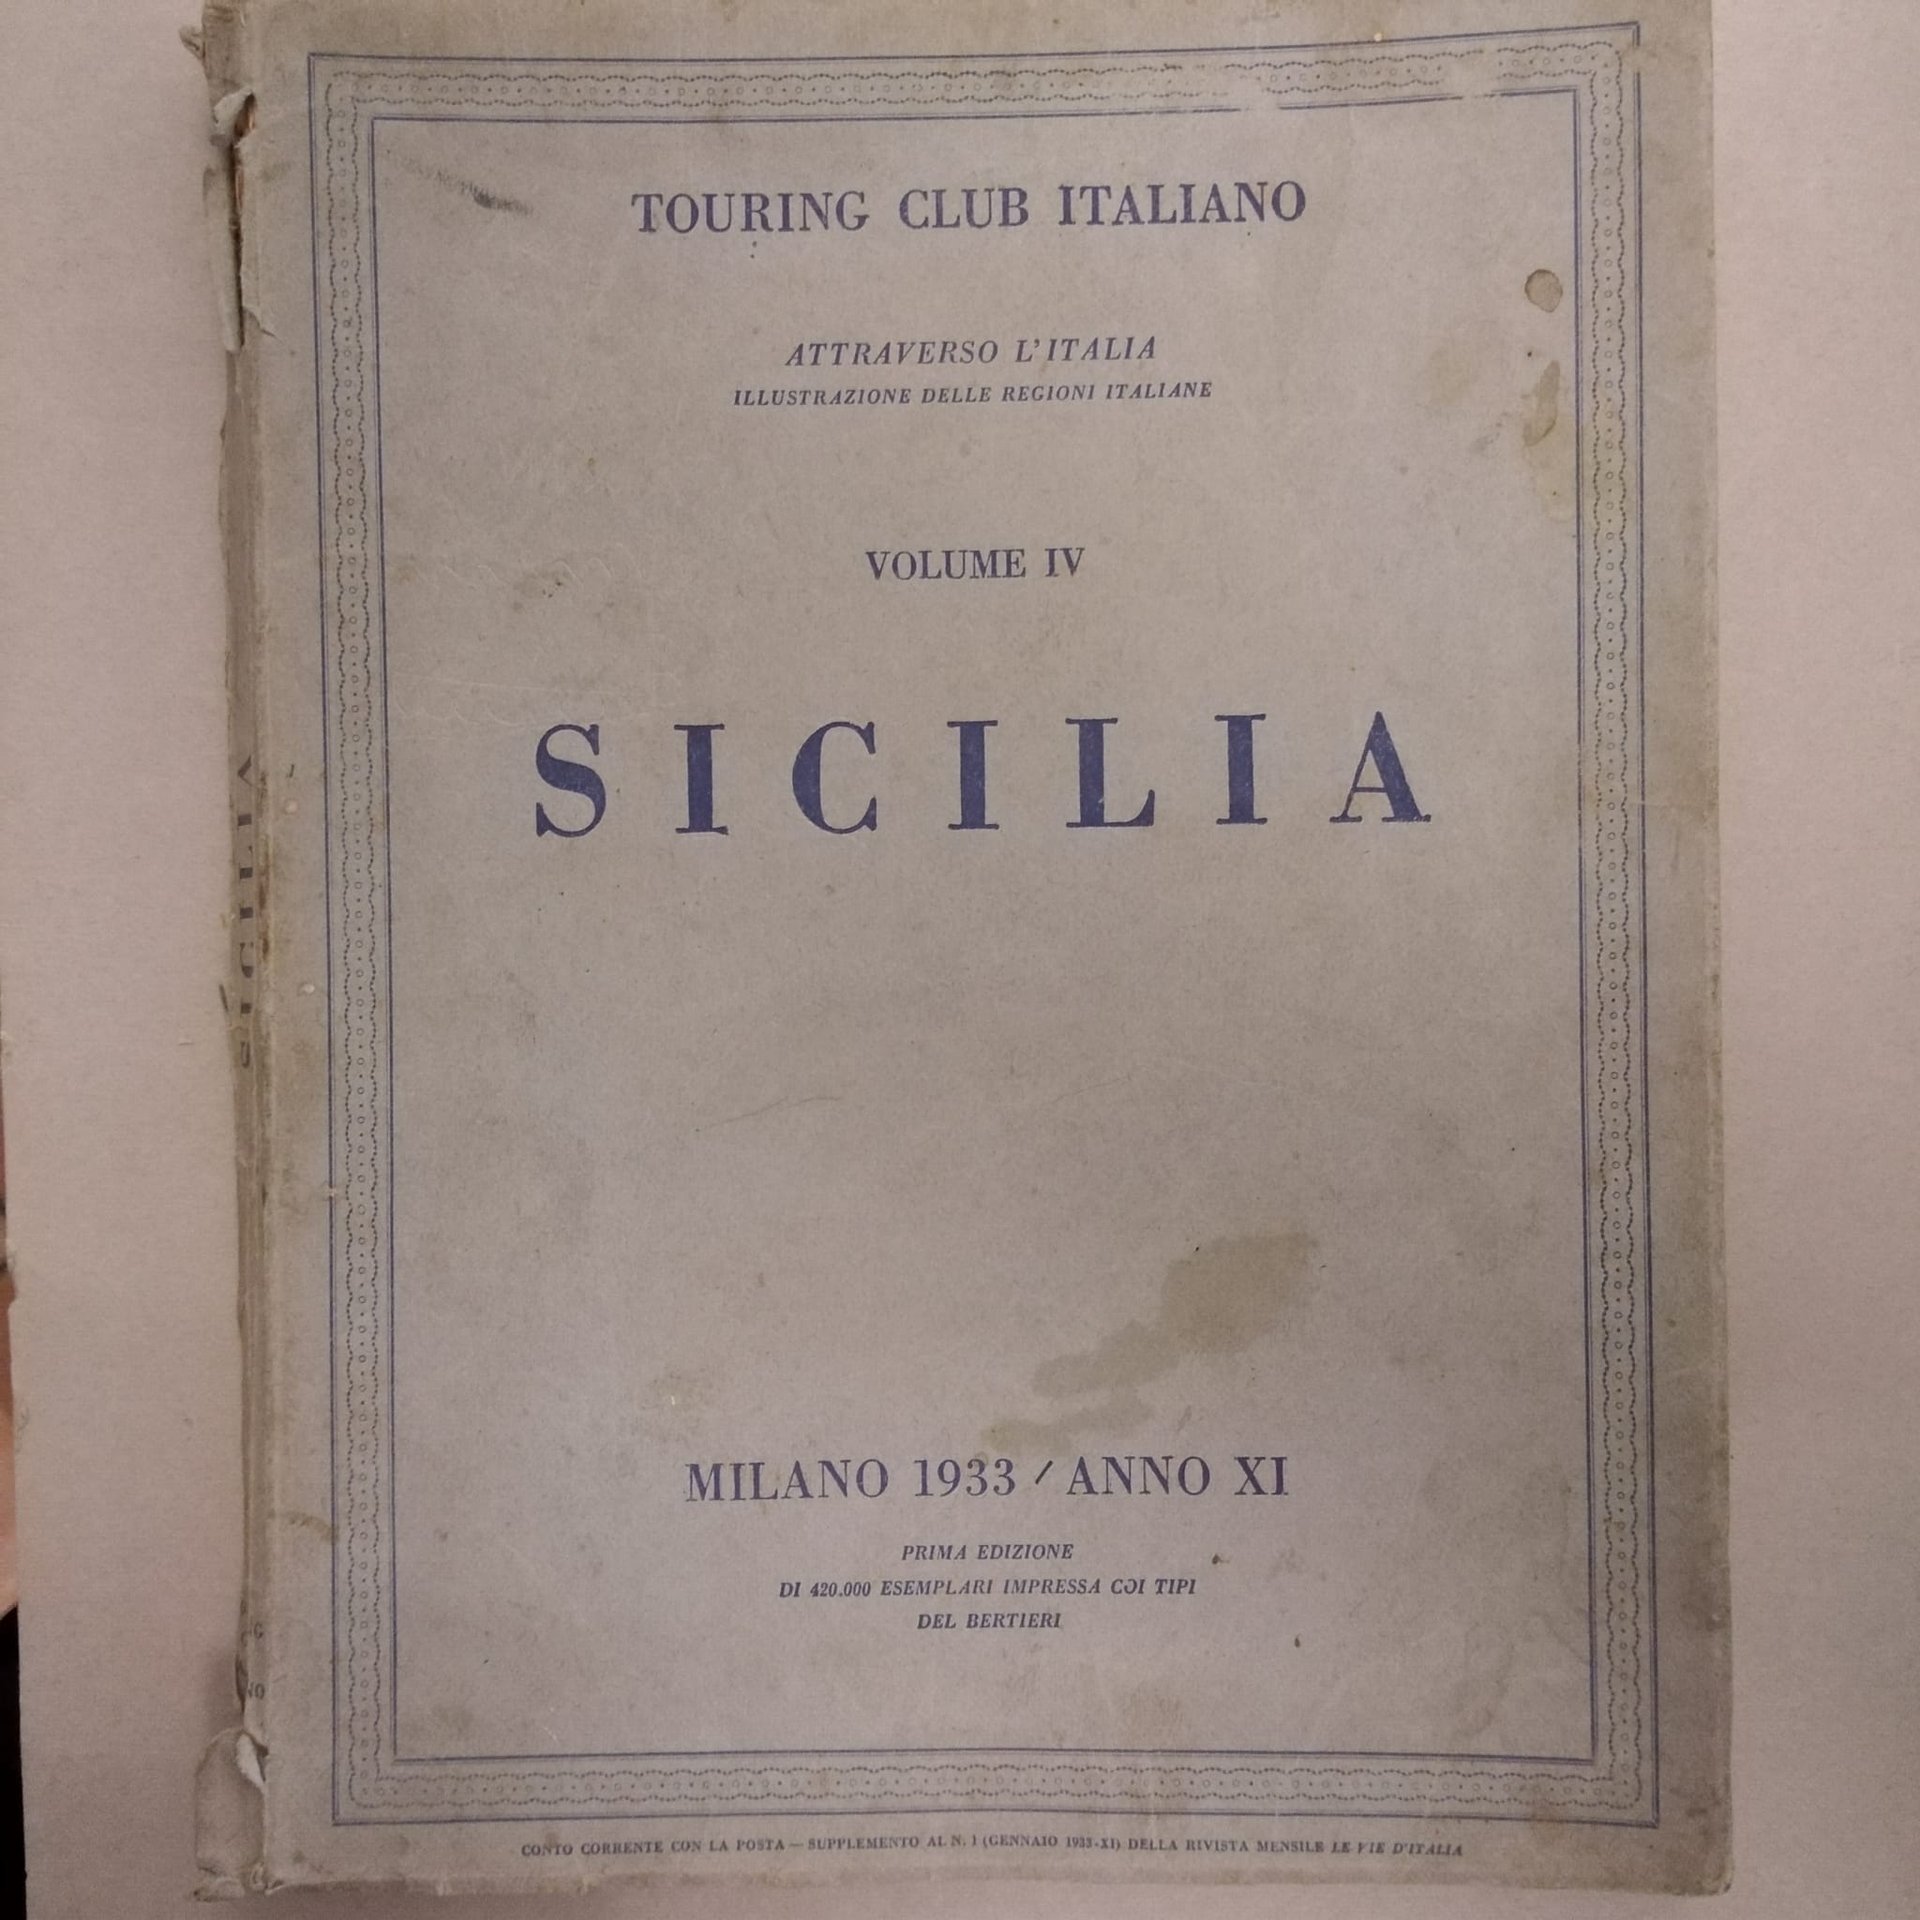 TOURING CLUB ITALIANO
ATTRAVERSO L'ITALIA
ILLUSTRAZIONE DELLE REGIONI ITALIANE
VOLUME IV
SICILIA
MILANO 1933 / ANNO XI
PRIMA EDIZIONE
DI 420.000 ESEMPLARI IMPRESSA COI TIPI
DEL BERTIERI
CONTO CORRENTE CON LA POSTA — SUPPLEMENTO AL N. 1 (GENNAIO 1933-XI) DELLA RIVISTA MENSILE LE VIE D'ITALIA
SICILIA